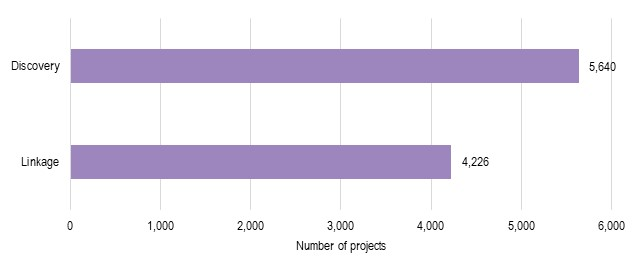 Discovery
5,640
Linkage
4,226
0 1,000 2,000 3,000 4,000 5,000 6,000
Number of projects